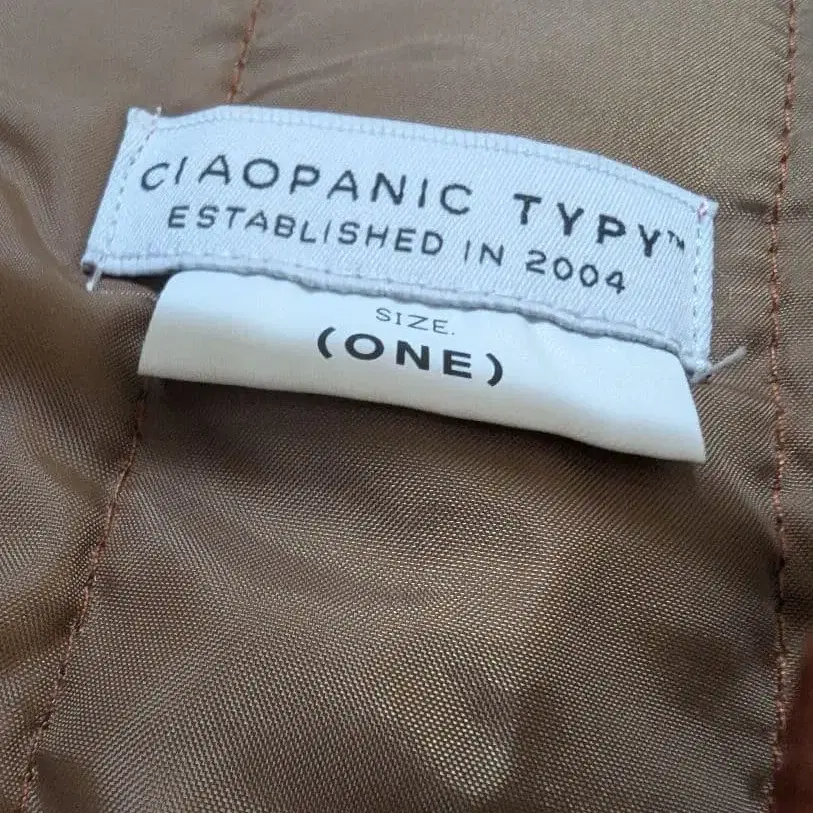 CIAOPANIC TYPY™
ESTABLISHED IN 2004
SIZE.
(ONE)